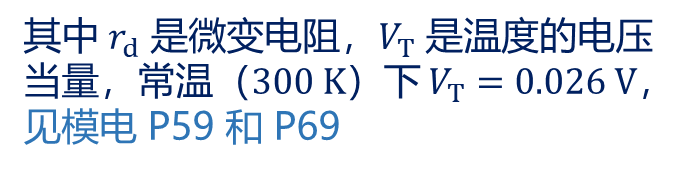 其中 r_d 是微变电阻，V_T 是温度的电压
当量，常温（300 K）下 V_T = 0.026 V，
见模电 P59 和 P69